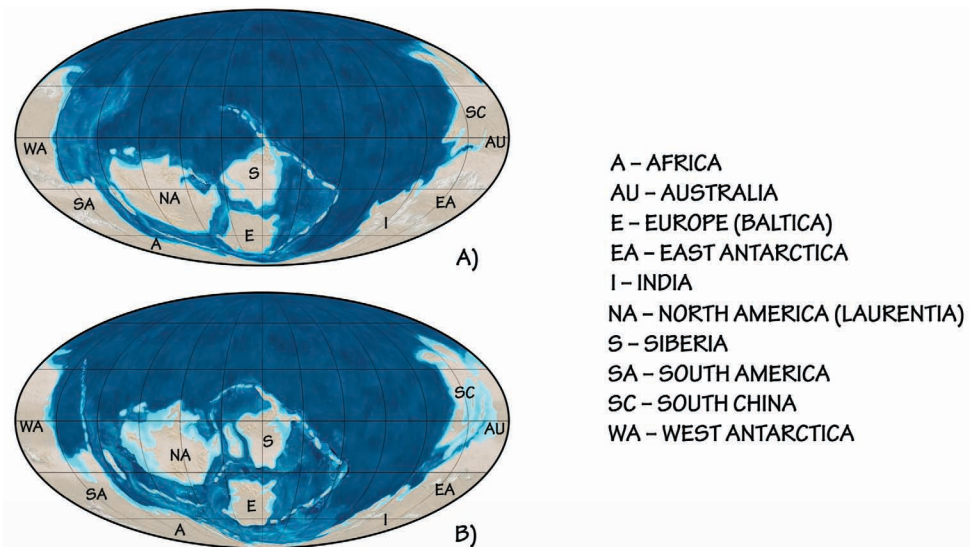 SC
WA
AU
S
SA
NA
EA
I
E
A
A)
SC
WA
AU
NA
S
SA
EA
E
A
I
B)
A – AFRICA
AU – AUSTRALIA
E – EUROPE (BALTICA)
EA – EAST ANTARCTICA
I – INDIA
NA – NORTH AMERICA (LAURENTIA)
S – SIBERIA
SA – SOUTH AMERICA
SC – SOUTH CHINA
WA – WEST ANTARCTICA